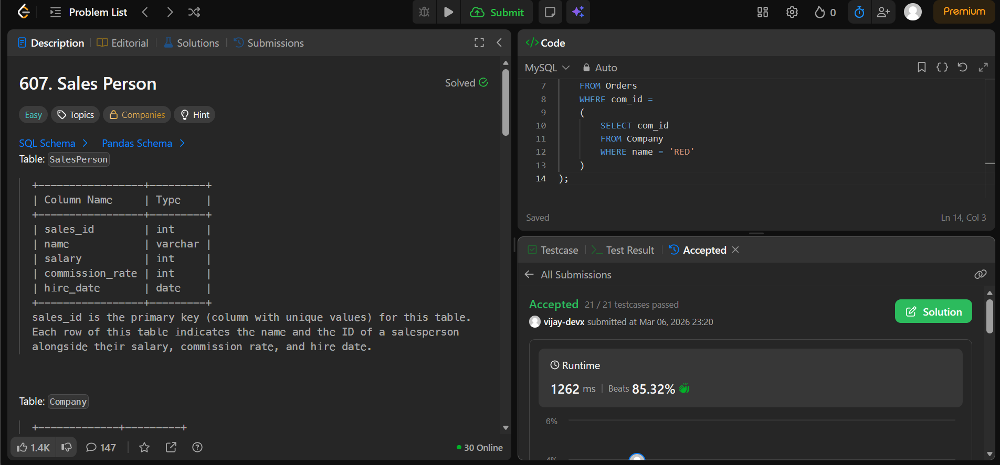 Problem List
Submit
0
Premium
Description
Editorial
Solutions
Submissions
607. Sales Person
Solved
Easy
Topics
Companies
Hint
SQL Schema
Pandas Schema
Table: SalesPerson
+-----------------+---------+
| Column Name     | Type    |
+-----------------+---------+
| sales_id        | int     |
| name            | varchar |
| salary          | int     |
| commission_rate | int     |
| hire_date       | date    |
+-----------------+---------+
sales_id is the primary key (column with unique values) for this table.
Each row of this table indicates the name and the ID of a salesperson
alongside their salary, commission rate, and hire date.
Table: Company
+-------------+---------+
1.4K
147
30 Online
Code
MySQL
Auto
7 FROM Orders
8 WHERE com_id =
9 (
10 SELECT com_id
11 FROM Company
12 WHERE name = 'RED'
13 )
14 );
Saved
Ln 14, Col 3
Testcase
Test Result
Accepted
All Submissions
Accepted 21 / 21 testcases passed
vijay-devx submitted at Mar 06, 2026 23:20
Solution
Runtime
1262 ms | Beats 85.32%
6%
4%